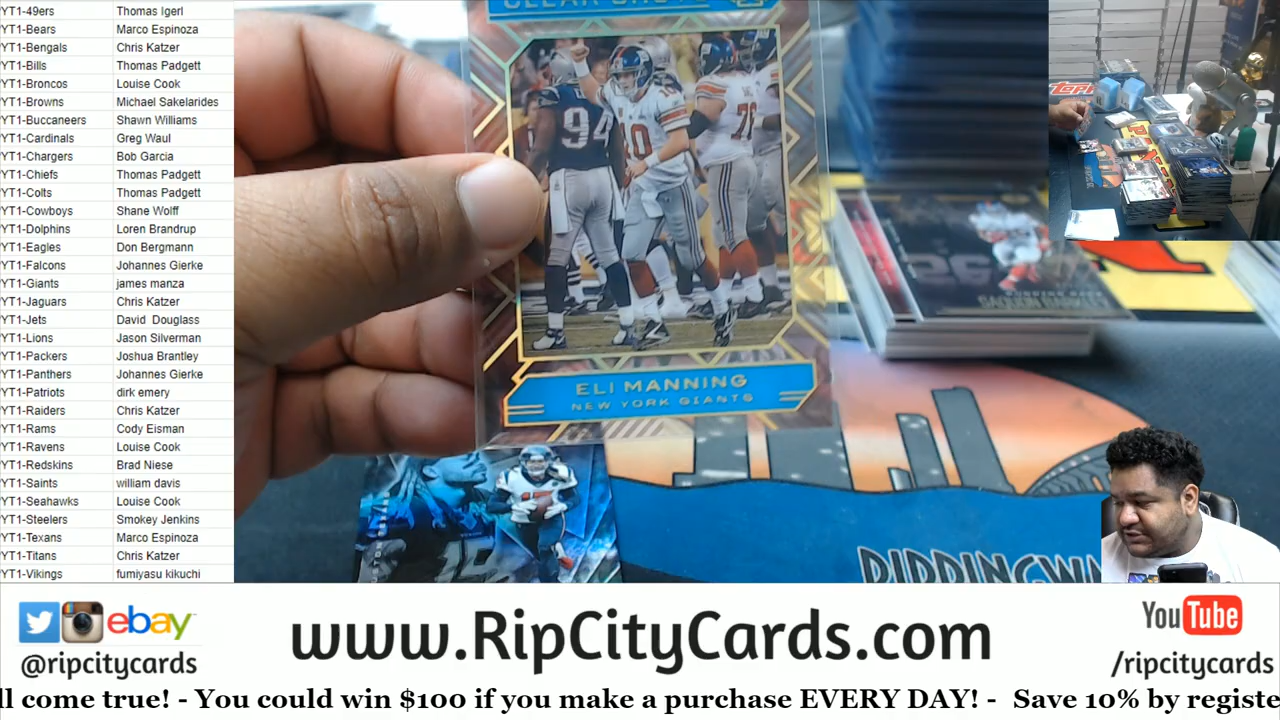 YT1-49ers Thomas Igerl
YT1-Bears Marco Espinoza
YT1-Bengals Chris Katzer
YT1-Bills Thomas Padgett
YT1-Broncos Louise Cook
YT1-Browns Michael Sakelarides
YT1-Buccaneers Shawn Williams
YT1-Cardinals Greg Waul
YT1-Chargers Bob Garcia
YT1-Chiefs Thomas Padgett
YT1-Colts Thomas Padgett
YT1-Cowboys Shane Wolff
YT1-Dolphins Loren Brandrup
YT1-Eagles Don Bergmann
YT1-Falcons Johannes Gierke
YT1-Giants james manza
YT1-Jaguars Chris Katzer
YT1-Jets David Douglass
YT1-Lions Jason Silverman
YT1-Packers Joshua Brantley
YT1-Panthers Johannes Gierke
YT1-Patriots dirk emery
YT1-Raiders Chris Katzer
YT1-Rams Cody Eisman
YT1-Ravens Louise Cook
YT1-Redskins Brad Niese
YT1-Saints william davis
YT1-Seahawks Louise Cook
YT1-Steelers Smokey Jenkins
YT1-Texans Marco Espinoza
YT1-Titans Chris Katzer
YT1-Vikings fumiyasu kikuchi
94
10
76
ELI MANNING
NEW YORK GIANTS
15
Topps
ebay
@ripcitycards
www.RipCityCards.com
YouTube
/ripcitycards
ll come true! - You could win $100 if you make a purchase EVERY DAY! - Save 10% by registe